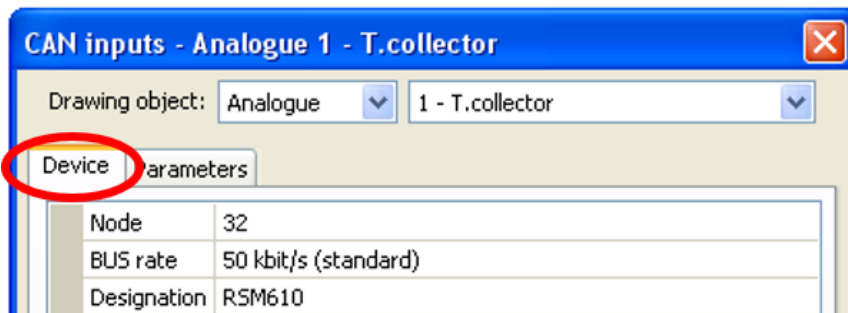 CAN inputs - Analogue 1 - T.collector
Drawing object: Analogue 1 - T.collector
Device Parameters
Node 32
BUS rate 50 kbit/s (standard)
Designation RSM610